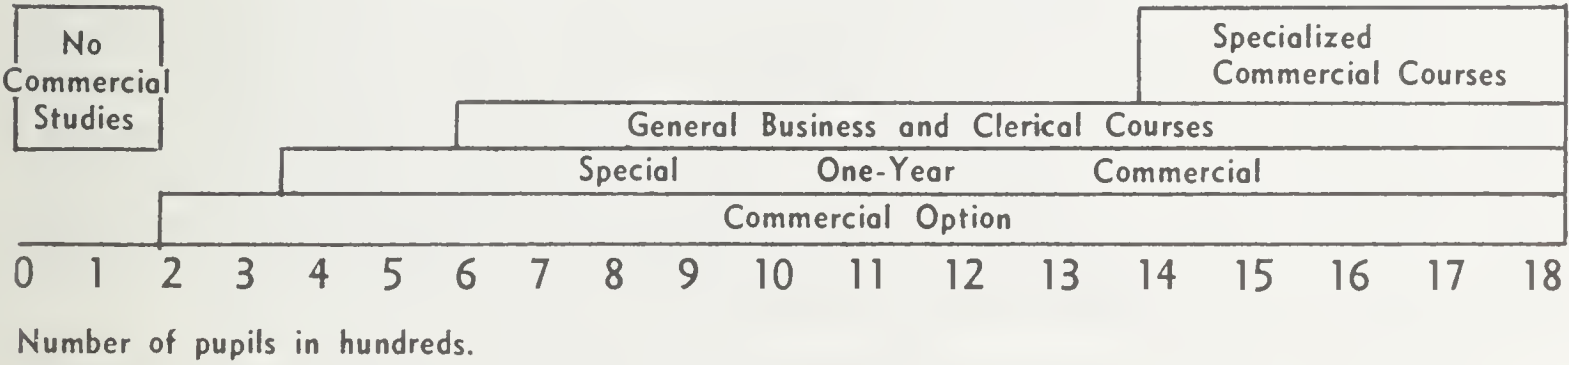 No
Commercial
Studies
Specialized
Commercial Courses
General Business and Clerical Courses
Special One-Year Commercial
Commercial Option
0 1 2 3 4 5 6 7 8 9 10 11 12 13 14 15 16 17 18
Number of pupils in hundreds.